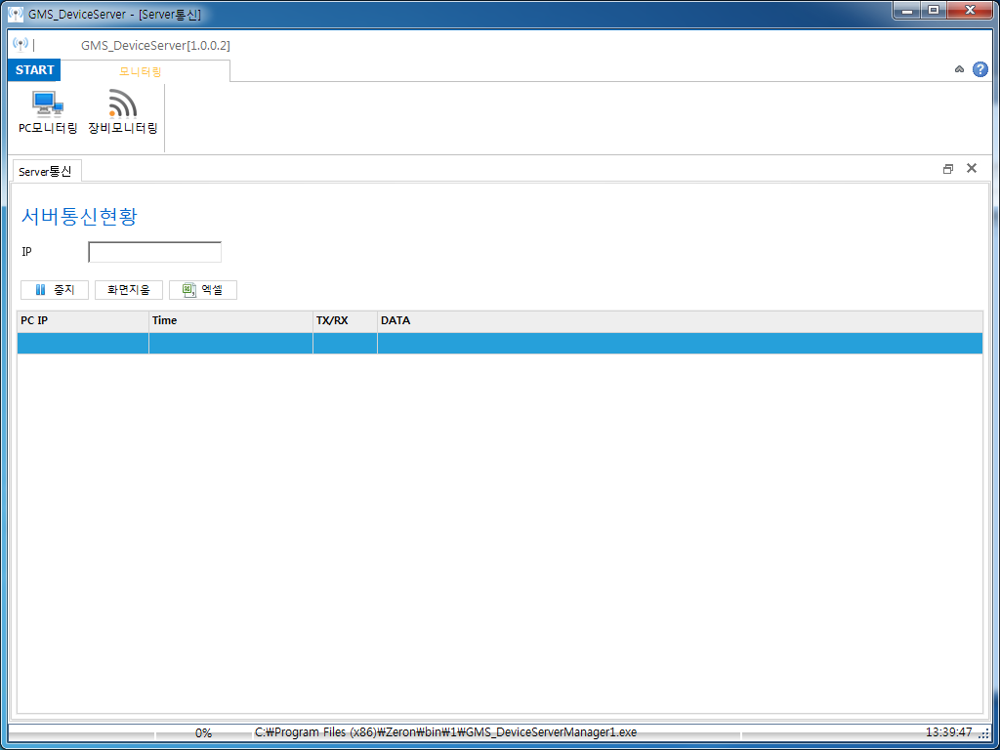 GMS_DeviceServer - [Server통신]
GMS_DeviceServer[1.0.0.2]
START
모니터링
PC모니터링
장비모니터링
Server통신
서버통신현황
IP
중지
화면지움
엑셀
PC IP
Time
TX/RX
DATA
0%
C:₩Program Files (x86)₩Zeron₩bin₩1₩GMS_DeviceServerManager1.exe
13:39:47